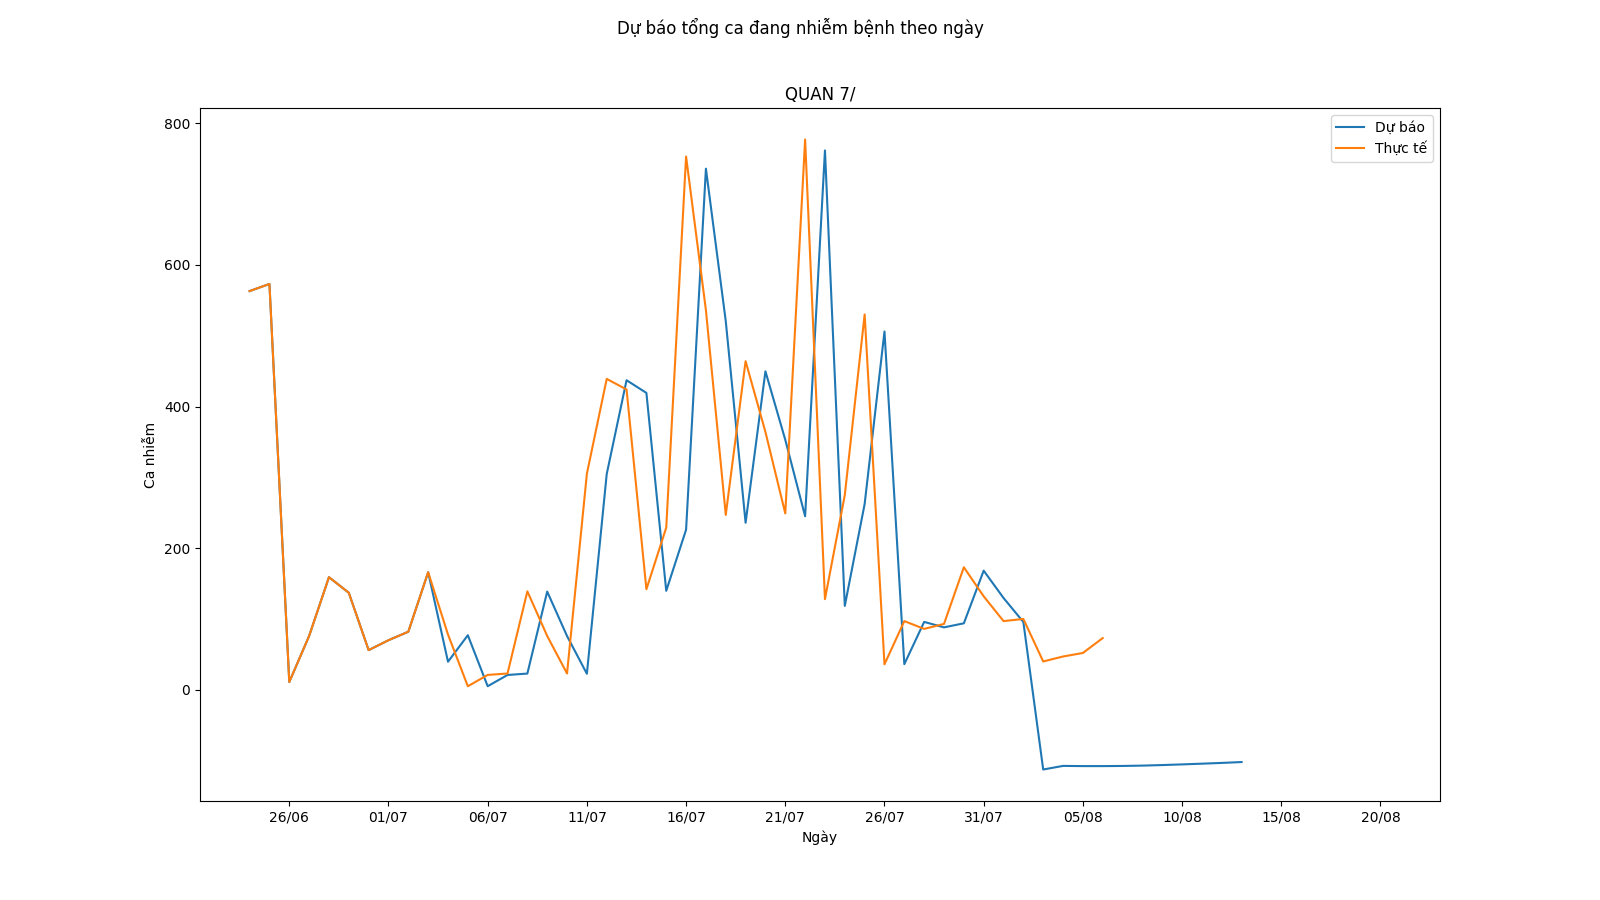 Dự báo tổng ca đang nhiễm bệnh theo ngày
QUAN 7/
Dự báo
Thực tế
800
600
400
200
0
Ca nhiễm
26/06 01/07 06/07 11/07 16/07 21/07 26/07 31/07 05/08 10/08 15/08 20/08
Ngày